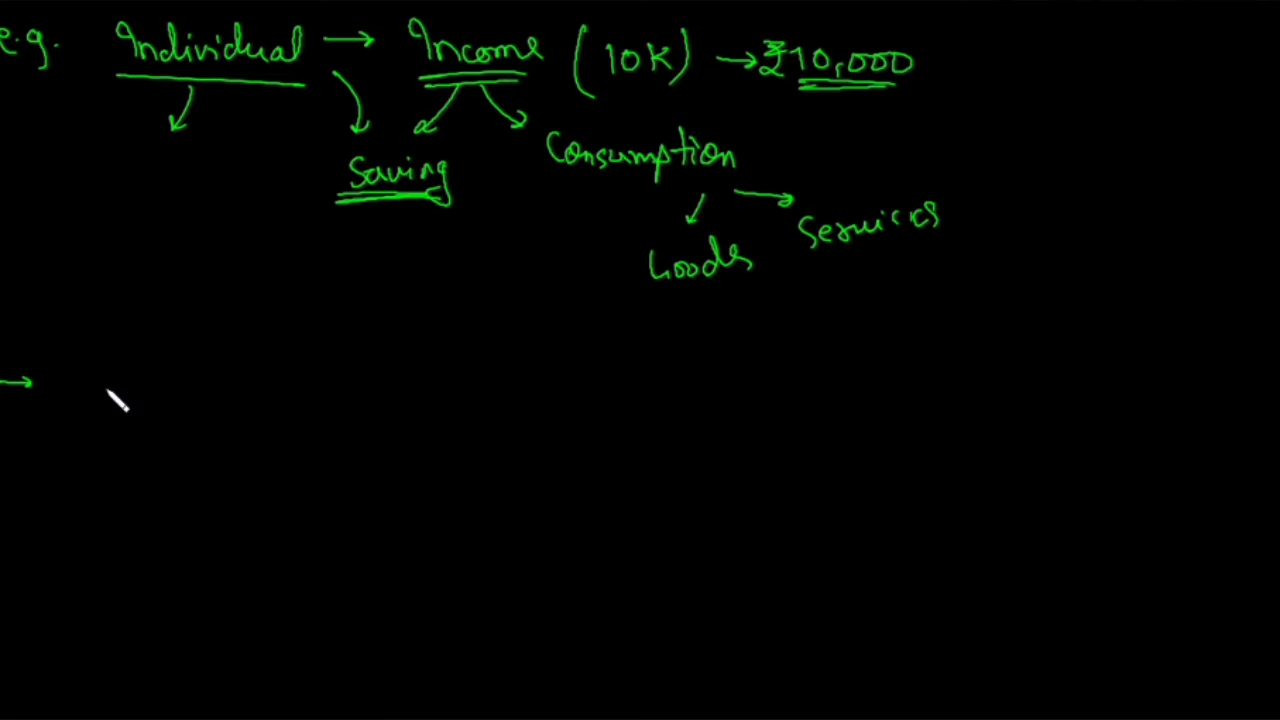 e.g. Individual → Income (10K) → ₹10,000
Saving
Consumption
Services
Goods
→